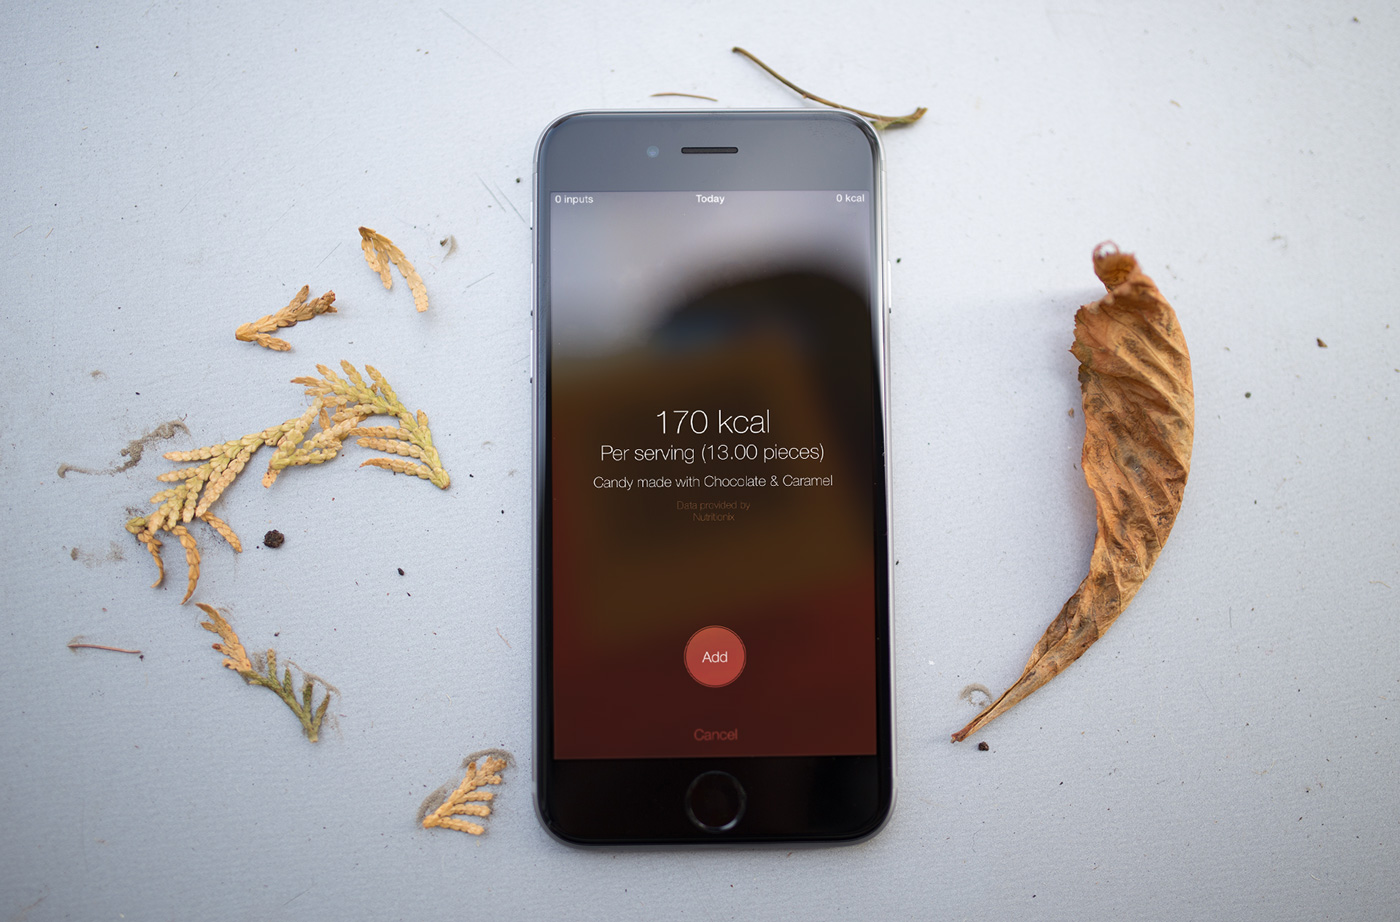 0 inputs Today 0 kcal
170 kcal
Per serving (13.00 pieces)
Candy made with Chocolate & Caramel
Data provided by
Nutritionix
Add
Cancel